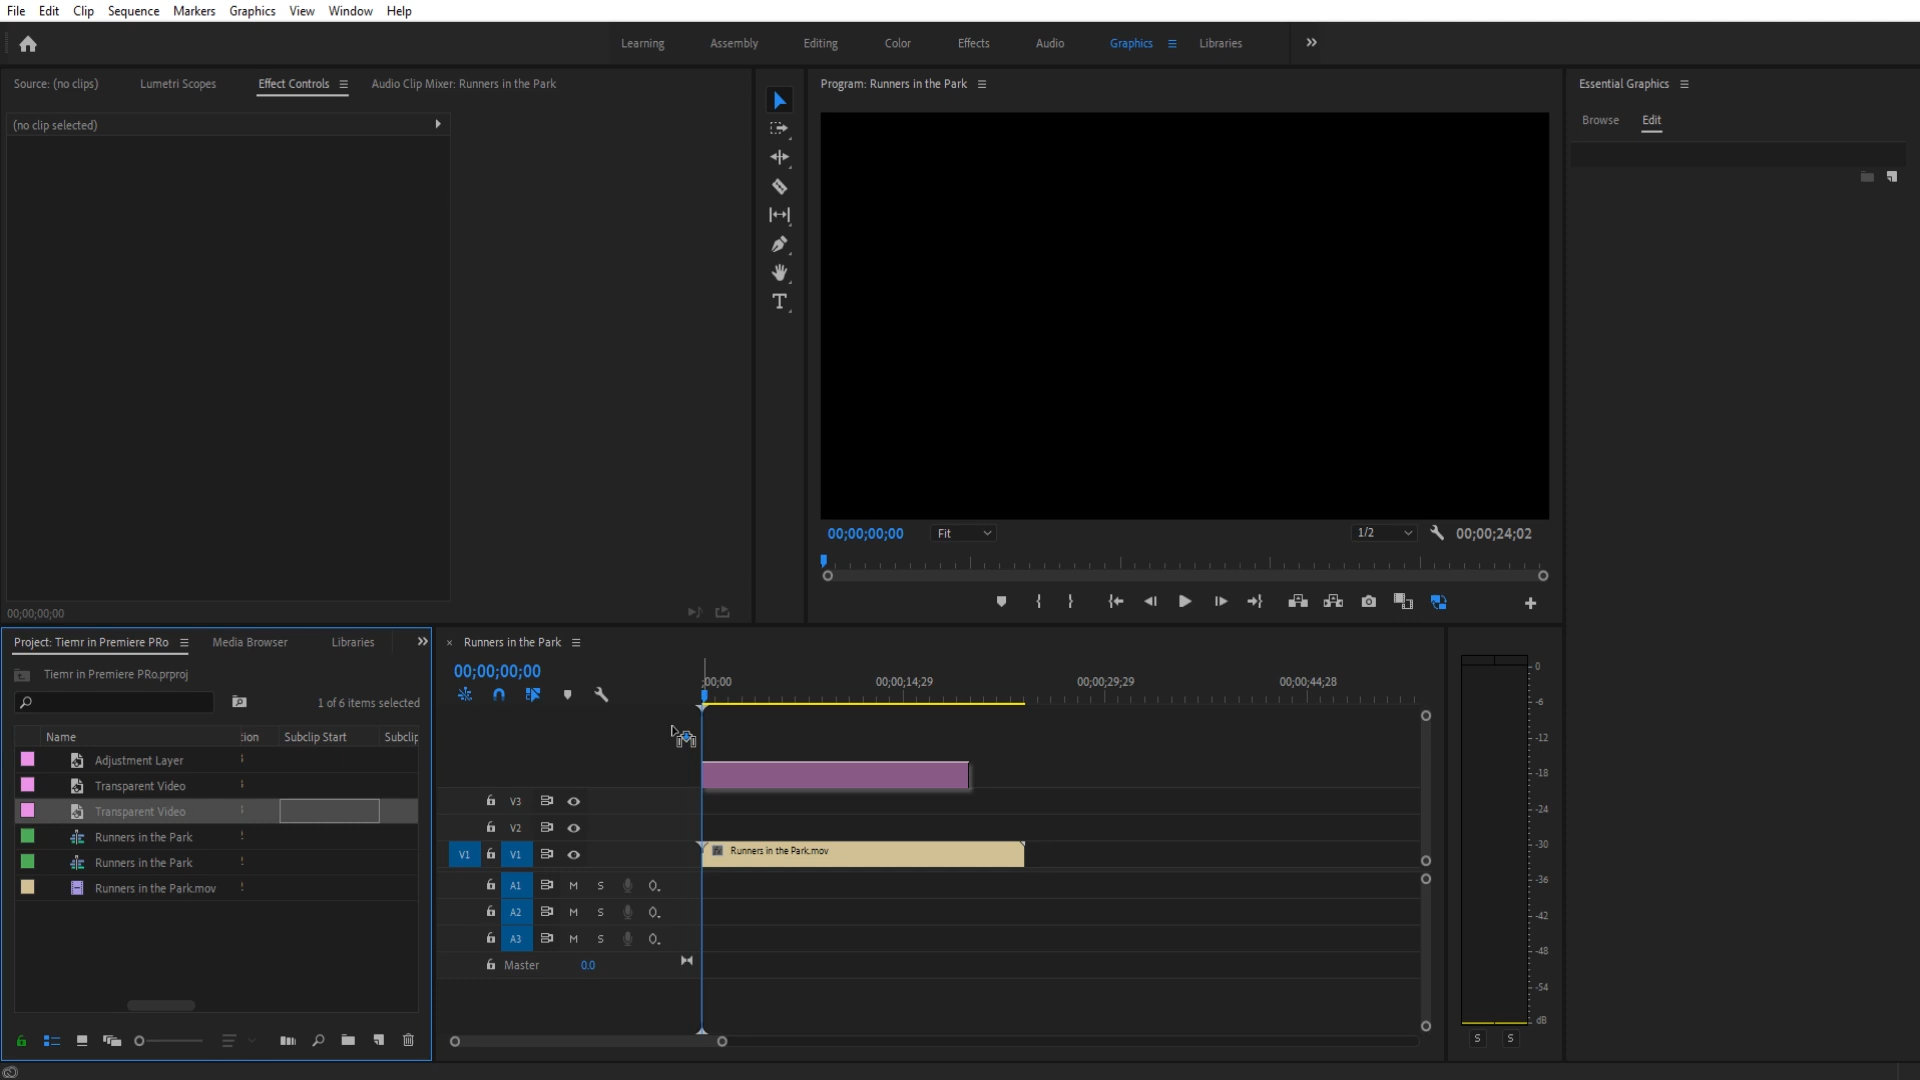 File Edit Clip Sequence Markers Graphics View Window Help
Learning Assembly Editing Color Effects Audio Graphics Libraries
Source: (no clips) Lumetri Scopes Effect Controls Audio Clip Mixer: Runners in the Park
(no clip selected)
00;00;00;00
Program: Runners in the Park
00;00;00;00 Fit 1/2 00;00;24;02
Essential Graphics
Browse Edit
Project: Tiemr in Premiere PRo Media Browser Libraries
Tiemr in Premiere PRo.prproj
1 of 6 items selected
Name tion Subclip Start Subclip
Adjustment Layer
Transparent Video
Transparent Video
Runners in the Park
Runners in the Park
Runners in the Park.mov
Runners in the Park
00;00;00;00
;00;00 00;00;14;29 00;00;29;29 00;00;44;28
V3
V2
V1 V1 Runners in the Park.mov
A1 M S
A2 M S
A3 M S
Master 0.0
0
-6
-12
-18
-24
-30
-36
-42
-48
-54
dB
S S